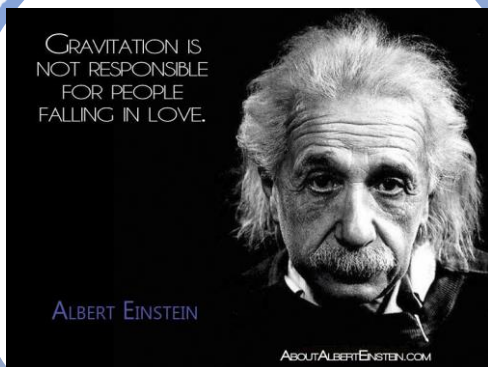 GRAVITATION IS
NOT RESPONSIBLE
FOR PEOPLE
FALLING IN LOVE.
ALBERT EINSTEIN
ABOUTALBERTEINSTEIN.COM